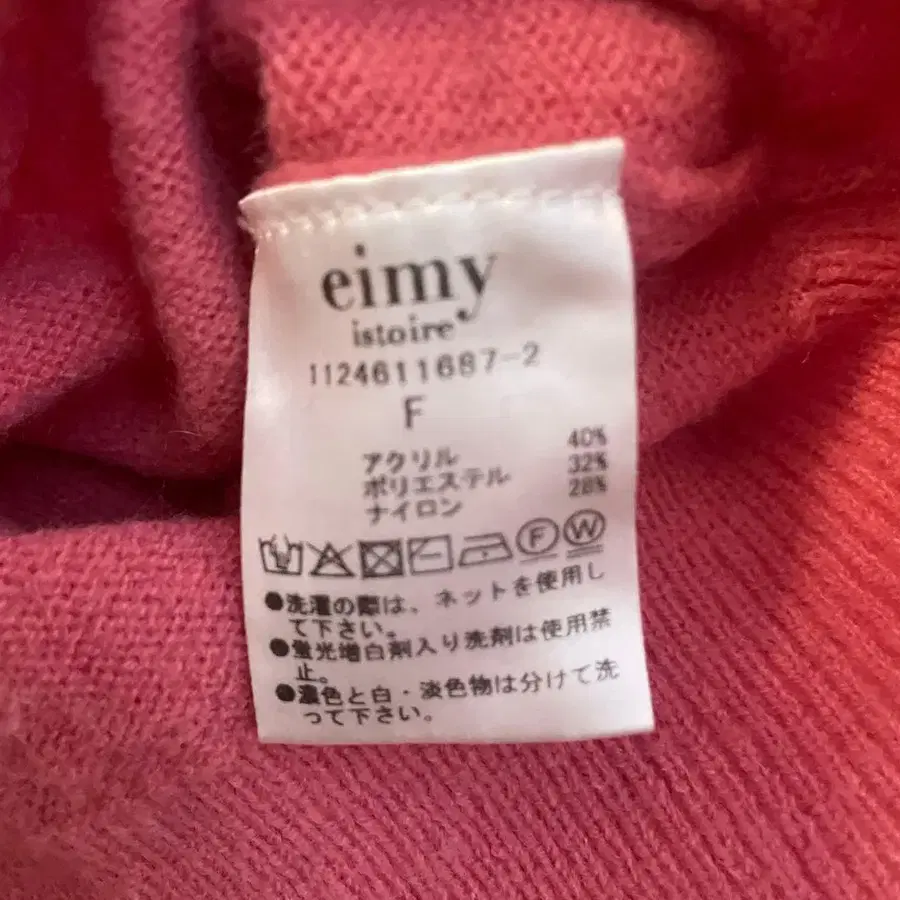 eimy
istoire
1124611687-2
F
アクリル 40%
ポリエステル 32%
ナイロン 28%
F W
●洗濯の際は、ネットを使用し
て下さい。
●蛍光増白剤入り洗剤は使用禁
止。
●濃色と白・淡色物は分けて洗
って下さい。